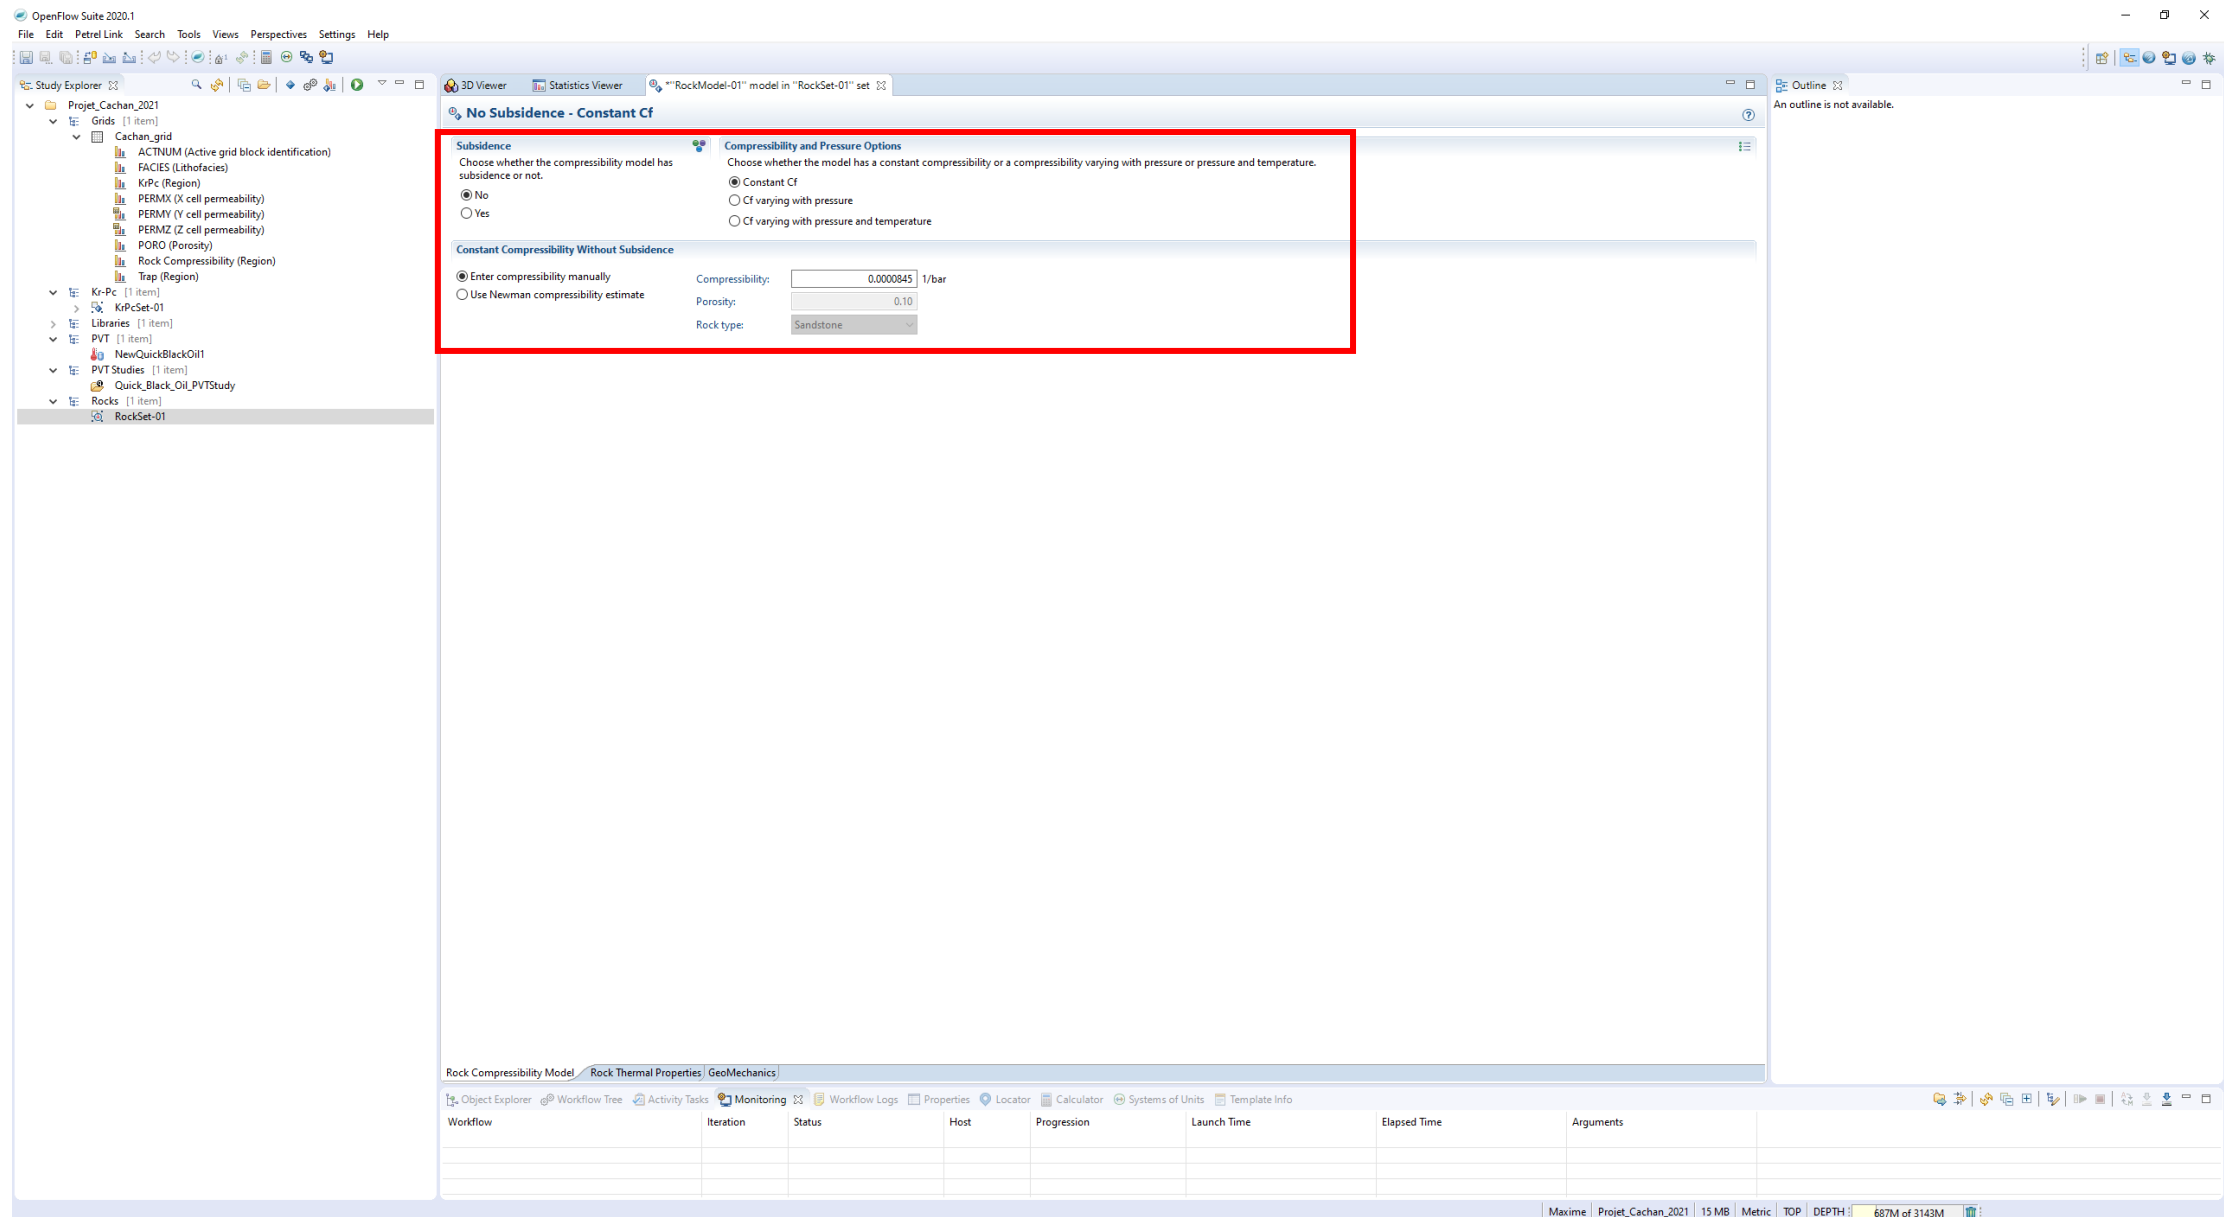 OpenFlow Suite 2020.1
File Edit Petrel Link Search Tools Views Perspectives Settings Help
Study Explorer
Projet_Cachan_2021
Grids [1 item]
Cachan_grid
ACTNUM (Active grid block identification)
FACIES (Lithofacies)
KrPc (Region)
PERMX (X cell permeability)
PERMY (Y cell permeability)
PERMZ (Z cell permeability)
PORO (Porosity)
Rock Compressibility (Region)
Trap (Region)
Kr-Pc [1 item]
KrPcSet-01
Libraries [1 item]
PVT [1 item]
NewQuickBlackOil1
PVT Studies [1 item]
Quick_Black_Oil_PVTStudy
Rocks [1 item]
RockSet-01
3D Viewer Statistics Viewer *"RockModel-01" model in "RockSet-01" set
No Subsidence - Constant Cf
Subsidence
Choose whether the compressibility model has
subsidence or not.
No
Yes
Compressibility and Pressure Options
Choose whether the model has a constant compressibility or a compressibility varying with pressure or pressure and temperature.
Constant Cf
Cf varying with pressure
Cf varying with pressure and temperature
Constant Compressibility Without Subsidence
Enter compressibility manually
Use Newman compressibility estimate
Compressibility: 0.0000845 1/bar
Porosity: 0.10
Rock type: Sandstone
Outline
An outline is not available.
Rock Compressibility Model Rock Thermal Properties GeoMechanics
Object Explorer Workflow Tree Activity Tasks Monitoring Workflow Logs Properties Locator Calculator Systems of Units Template Info
Workflow Iteration Status Host Progression Launch Time Elapsed Time Arguments
Maxime Projet_Cachan_2021 15 MB Metric TOP DEPTH 687M of 3143M